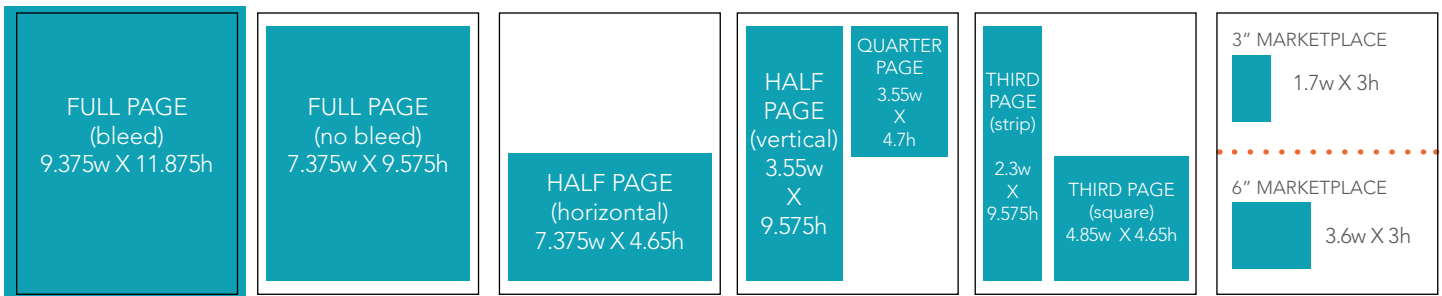 FULL PAGE
(bleed)
9.375w X 11.875h
FULL PAGE
(no bleed)
7.375w X 9.575h
HALF PAGE
(horizontal)
7.375w X 4.65h
HALF
PAGE
(vertical)
3.55w
X
9.575h
QUARTER
PAGE
3.55w
X
4.7h
THIRD
PAGE
(strip)
2.3w
X
9.575h
THIRD PAGE
(square)
4.85w X 4.65h
3” MARKETPLACE
1.7w X 3h
6” MARKETPLACE
3.6w X 3h